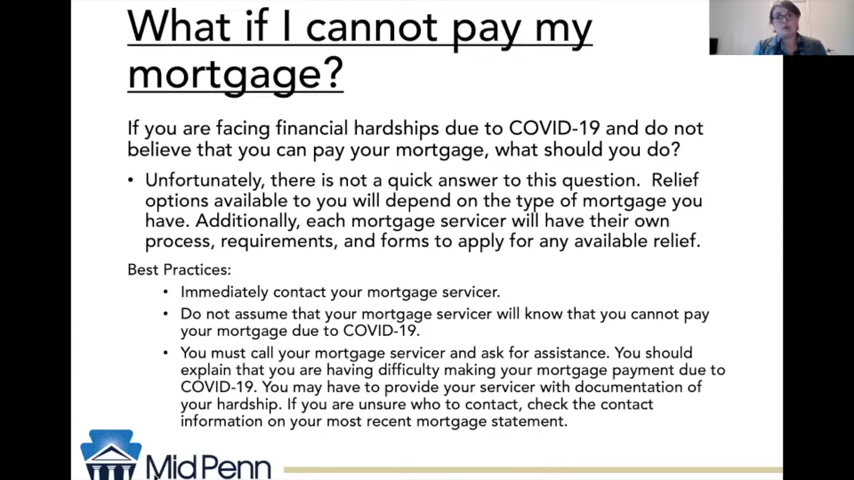 What if I cannot pay my
mortgage?
If you are facing financial hardships due to COVID-19 and do not
believe that you can pay your mortgage, what should you do?
• Unfortunately, there is not a quick answer to this question. Relief
options available to you will depend on the type of mortgage you
have. Additionally, each mortgage servicer will have their own
process, requirements, and forms to apply for any available relief.
Best Practices:
• Immediately contact your mortgage servicer.
• Do not assume that your mortgage servicer will know that you cannot pay
your mortgage due to COVID-19.
• You must call your mortgage servicer and ask for assistance. You should
explain that you are having difficulty making your mortgage payment due to
COVID-19. You may have to provide your servicer with documentation of
your hardship. If you are unsure who to contact, check the contact
information on your most recent mortgage statement.
MidPenn